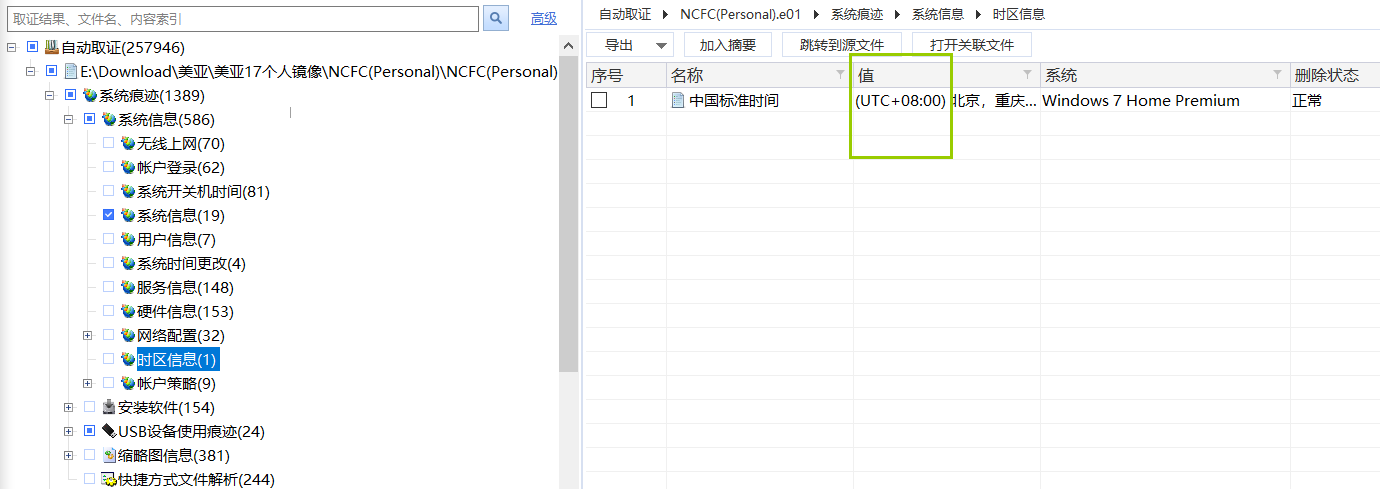 取证结果、文件名、内容索引
高级
自动取证(257946)
E:\Download\美亚\美亚17个人镜像\NCFC(Personal)\NCFC(Personal)
系统痕迹(1389)
系统信息(586)
无线上网(70)
帐户登录(62)
系统开关机时间(81)
系统信息(19)
用户信息(7)
系统时间更改(4)
服务信息(148)
硬件信息(153)
网络配置(32)
时区信息(1)
帐户策略(9)
安装软件(154)
USB设备使用痕迹(24)
缩略图信息(381)
快捷方式文件解析(244)
自动取证 NCFC(Personal).e01 系统痕迹 系统信息 时区信息
导出 加入摘要 跳转到源文件 打开关联文件
序号 名称 值 系统 删除状态
1 中国标准时间 (UTC+08:00) 北京，重庆... Windows 7 Home Premium 正常